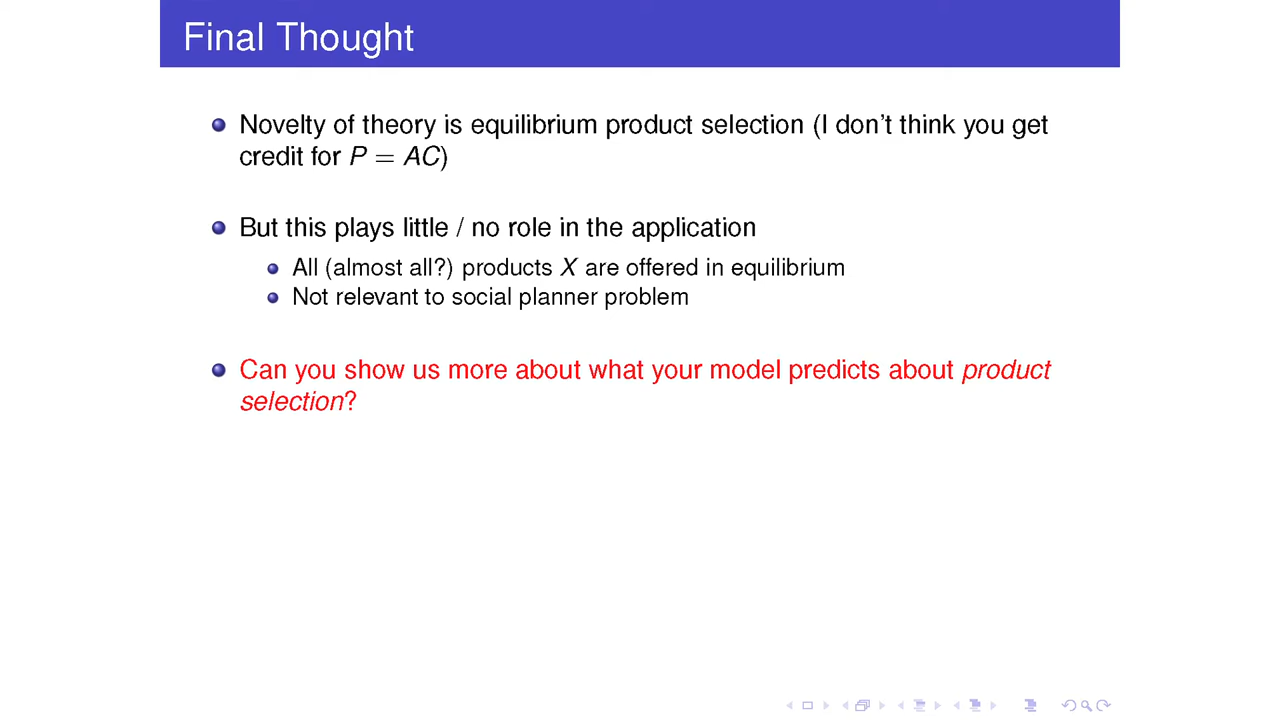 Final Thought
Novelty of theory is equilibrium product selection (I don't think you get
credit for P = AC)
But this plays little / no role in the application
All (almost all?) products X are offered in equilibrium
Not relevant to social planner problem
Can you show us more about what your model predicts about product
selection?